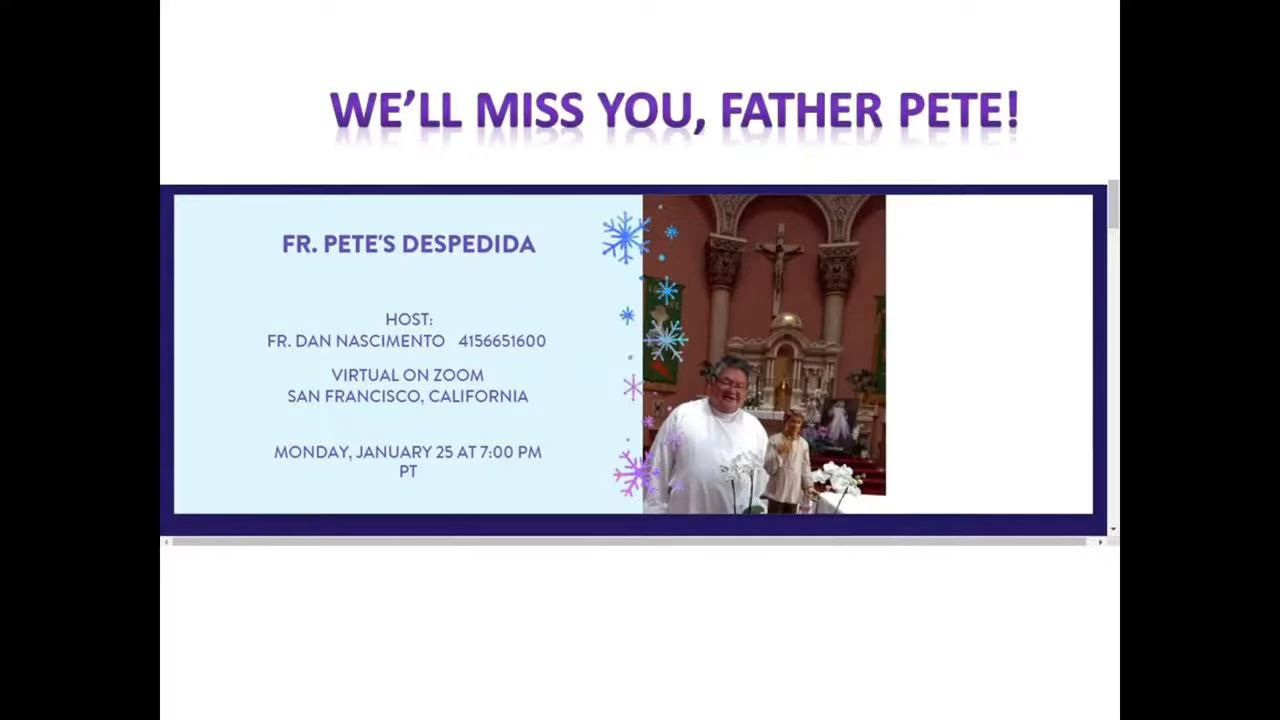 WE'LL MISS YOU, FATHER PETE!
FR. PETE'S DESPEDIDA
HOST:
FR. DAN NASCIMENTO 4156651600
VIRTUAL ON ZOOM
SAN FRANCISCO, CALIFORNIA
MONDAY, JANUARY 25 AT 7:00 PM
PT